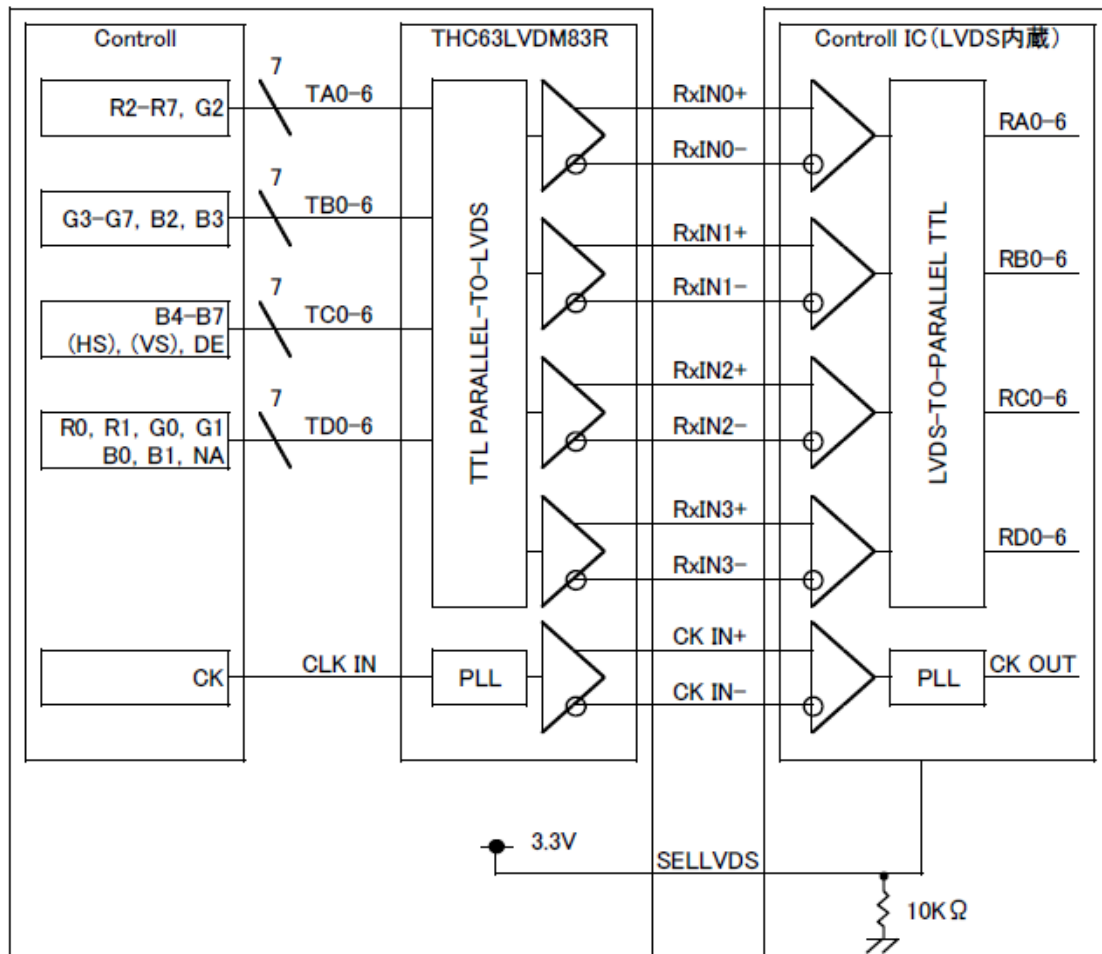 Controll
THC63LVDM83R
Controll IC(LVDS内蔵)
R2-R7, G2
7
TA0-6
G3-G7, B2, B3
7
TB0-6
B4-B7
(HS), (VS), DE
7
TC0-6
R0, R1, G0, G1
B0, B1, NA
7
TD0-6
CK
CLK IN
TTL PARALLEL-TO-LVDS
PLL
RxIN0+
RxIN0-
RxIN1+
RxIN1-
RxIN2+
RxIN2-
RxIN3+
RxIN3-
CK IN+
CK IN-
LVDS-TO-PARALLEL TTL
PLL
RA0-6
RB0-6
RC0-6
RD0-6
CK OUT
3.3V
SELLVDS
10KΩ